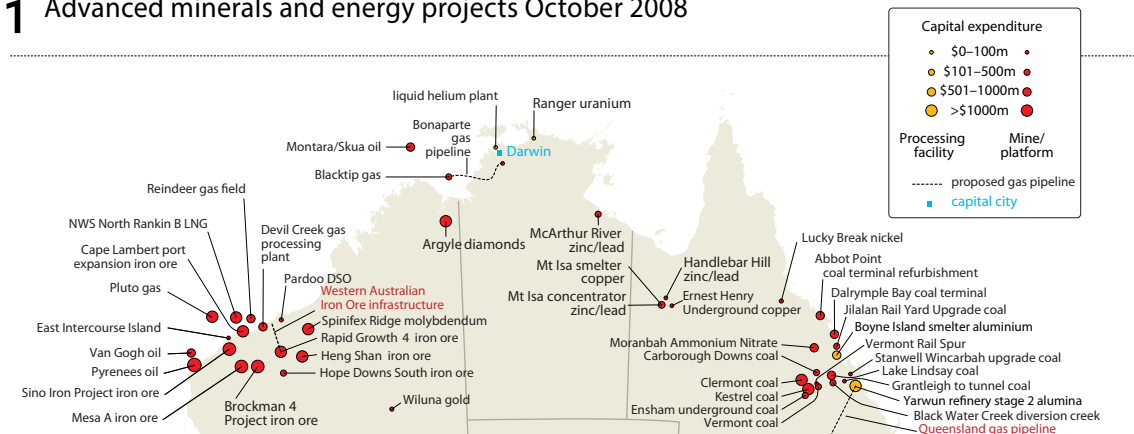 1 Advanced minerals and energy projects October 2008
Capital expenditure
$0–100m
$101–500m
$501–1000m
>$1000m
Processing
facility
Mine/
platform
proposed gas pipeline
capital city
liquid helium plant
Ranger uranium
Bonaparte
gas
pipeline
Montara/Skua oil
Darwin
Blacktip gas
Reindeer gas field
NWS North Rankin B LNG
Devil Creek gas
processing
plant
Cape Lambert port
expansion iron ore
Argyle diamonds
McArthur River
zinc/lead
Lucky Break nickel
Mt Isa smelter
copper
Handlebar Hill
zinc/lead
Abbot Point
coal terminal refurbishment
Pluto gas
Pardoo DSO
Western Australian
Iron Ore infrastructure
Mt Isa concentrator
zinc/lead
Ernest Henry
Underground copper
Dalrymple Bay coal terminal
Jilalan Rail Yard Upgrade coal
East Intercourse Island
Spinifex Ridge molybdendum
Boyne Island smelter aluminium
Rapid Growth 4 iron ore
Moranbah Ammonium Nitrate
Vermont Rail Spur
Van Gogh oil
Heng Shan iron ore
Carborough Downs coal
Stanwell Wincarbah upgrade coal
Pyrenees oil
Hope Downs South iron ore
Lake Lindsay coal
Clermont coal
Grantleigh to tunnel coal
Sino Iron Project iron ore
Kestrel coal
Yarwun refinery stage 2 alumina
Brockman 4
Project iron ore
Wiluna gold
Ensham underground coal
Black Water Creek diversion creek
Mesa A iron ore
Vermont coal
Queensland gas pipeline